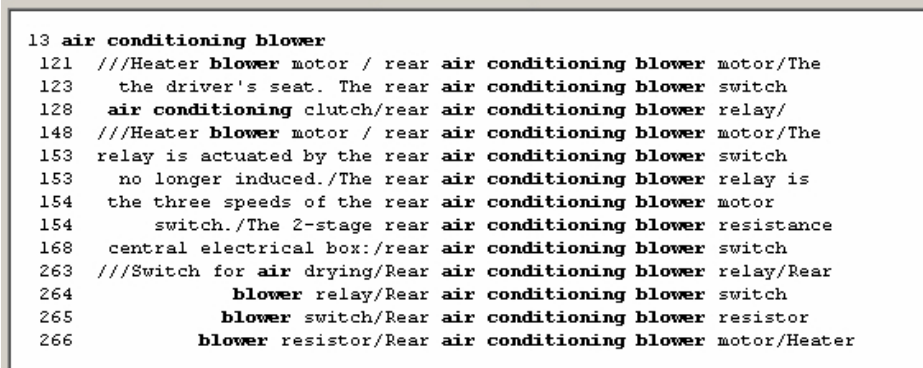 13 air conditioning blower
121 ///Heater blower motor / rear air conditioning blower motor/The
123 the driver's seat. The rear air conditioning blower switch
128 air conditioning clutch/rear air conditioning blower relay/
148 ///Heater blower motor / rear air conditioning blower motor/The
153 relay is actuated by the rear air conditioning blower switch
153 no longer induced./The rear air conditioning blower relay is
154 the three speeds of the rear air conditioning blower motor
154 switch./The 2-stage rear air conditioning blower resistance
168 central electrical box:/rear air conditioning blower switch
263 ///Switch for air drying/Rear air conditioning blower relay/Rear
264 blower relay/Rear air conditioning blower switch
265 blower switch/Rear air conditioning blower resistor
266 blower resistor/Rear air conditioning blower motor/Heater